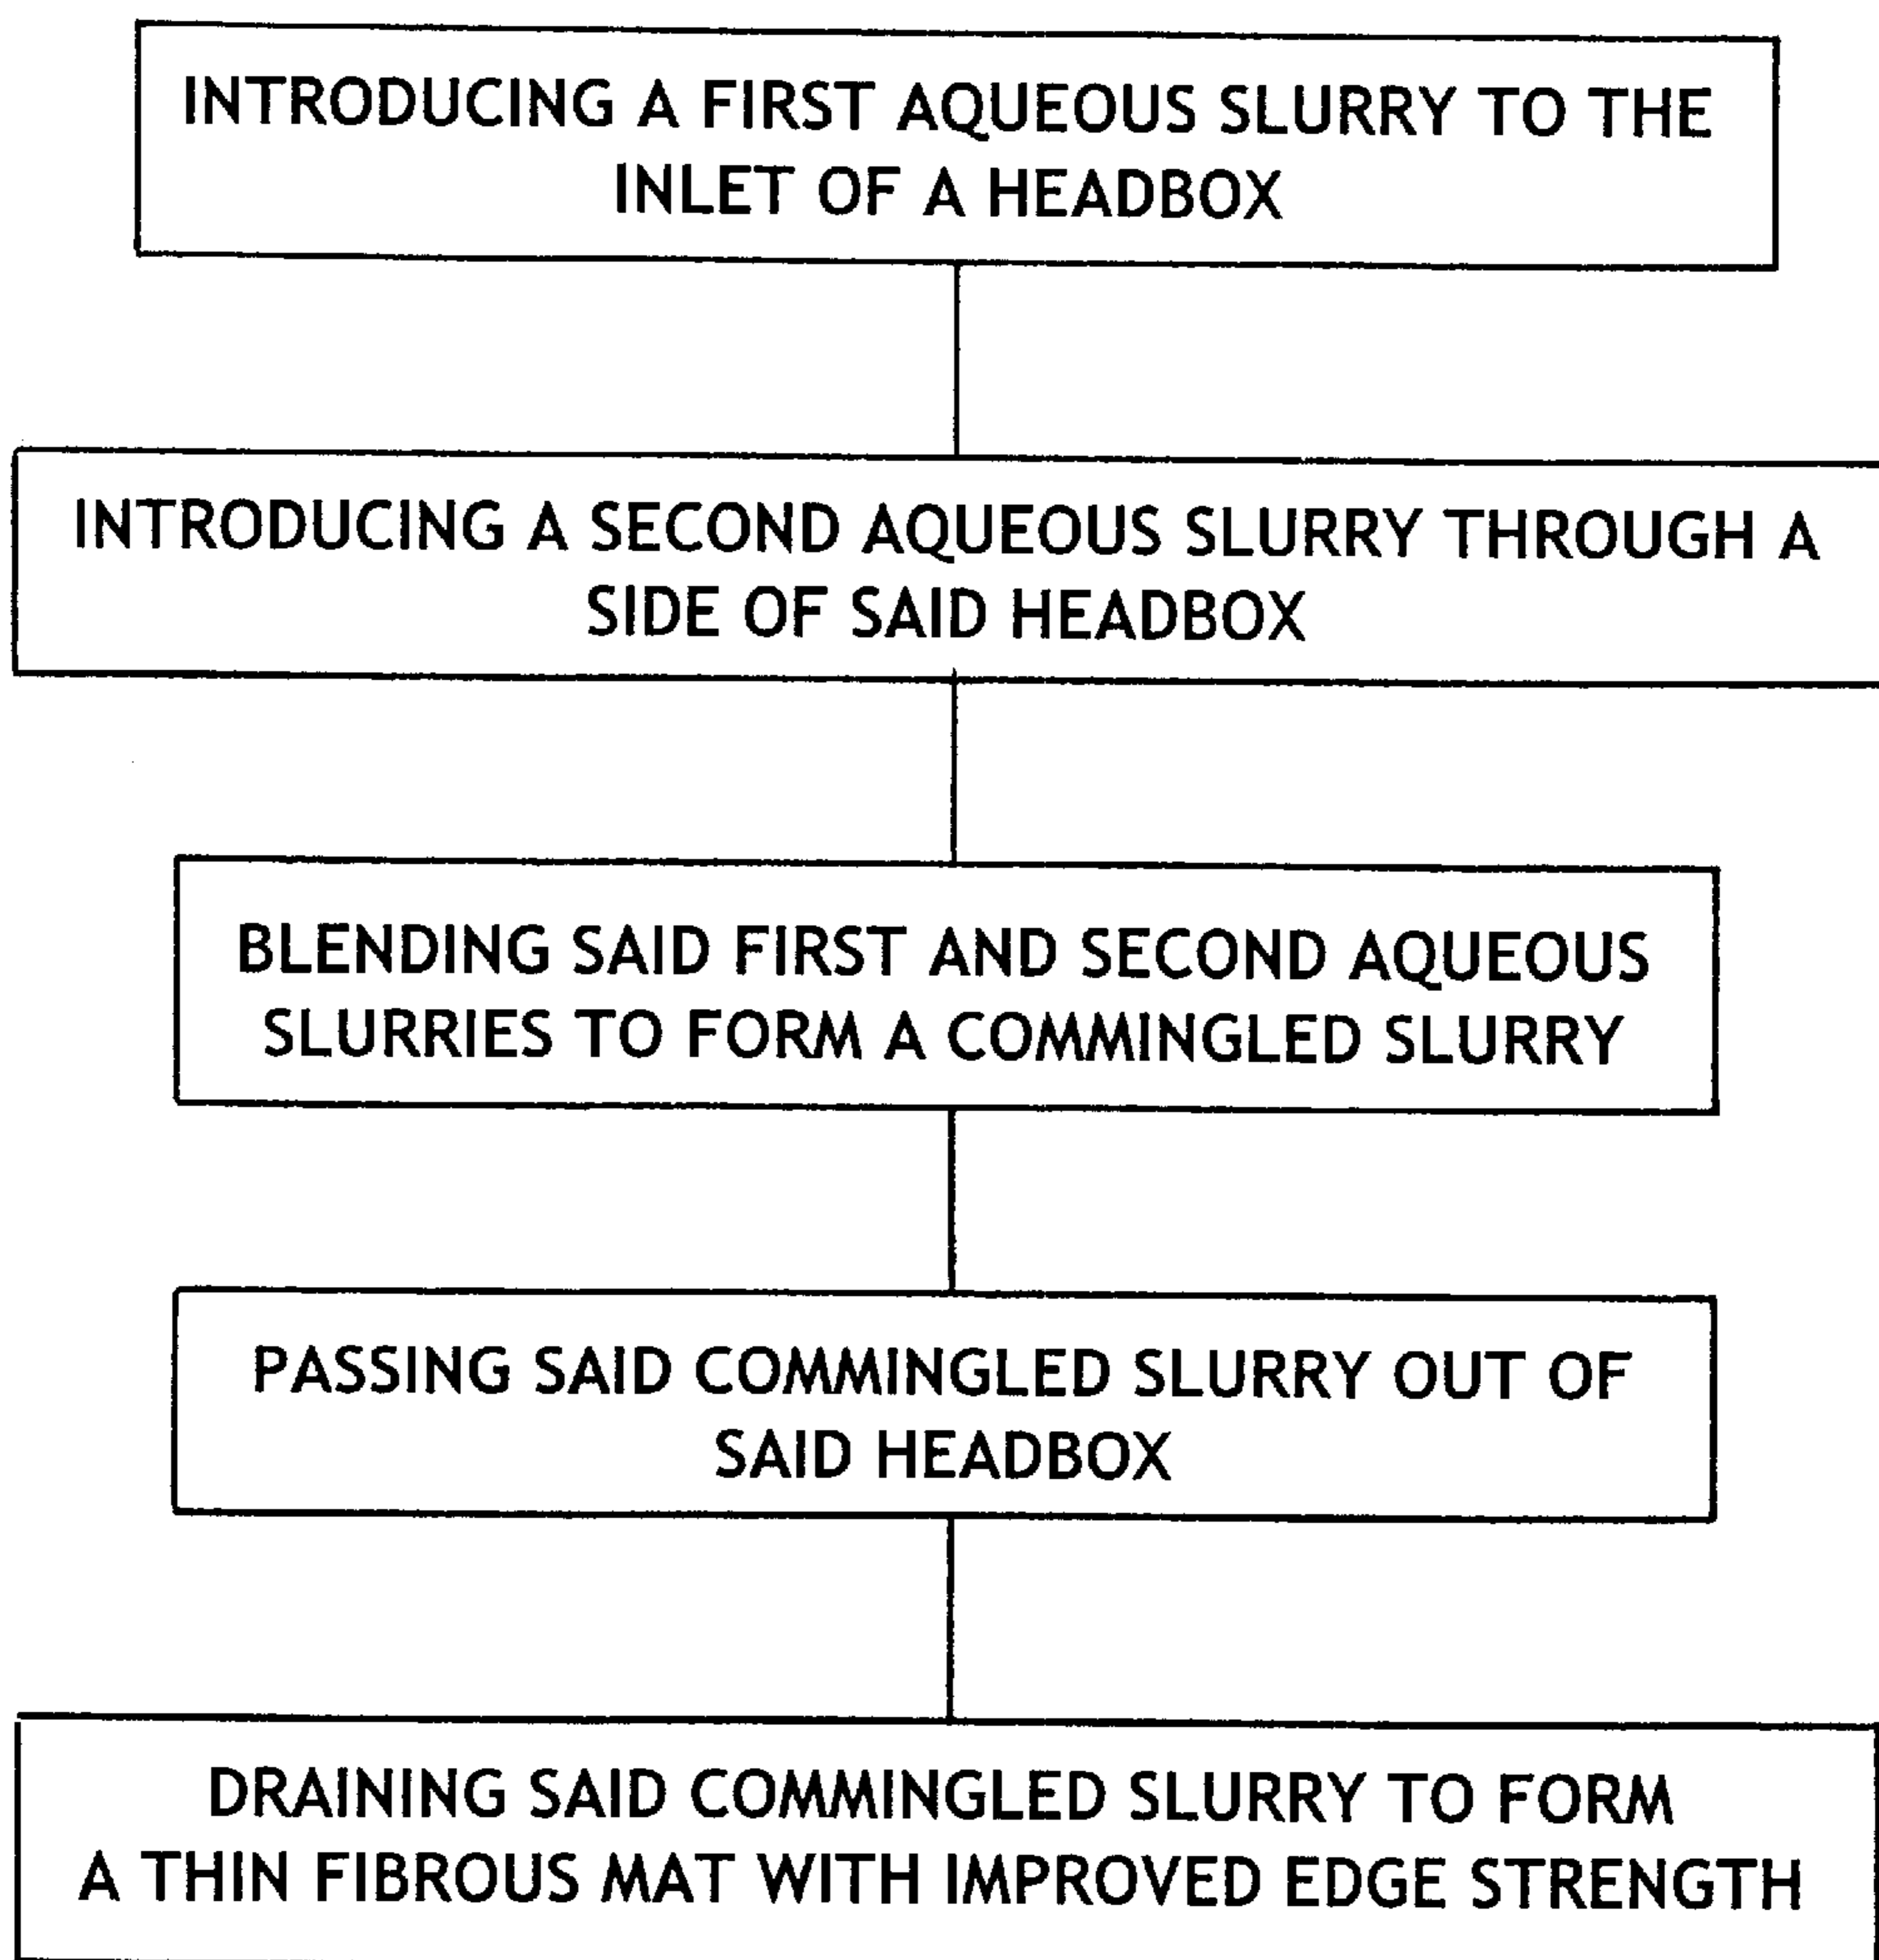 INTRODUCING A FIRST AQUEOUS SLURRY TO THE
INLET OF A HEADBOX
INTRODUCING A SECOND AQUEOUS SLURRY THROUGH A
SIDE OF SAID HEADBOX
BLENDING SAID FIRST AND SECOND AQUEOUS
SLURRIES TO FORM A COMMINGLED SLURRY
PASSING SAID COMMINGLED SLURRY OUT OF
SAID HEADBOX
DRAINING SAID COMMINGLED SLURRY TO FORM
A THIN FIBROUS MAT WITH IMPROVED EDGE STRENGTH